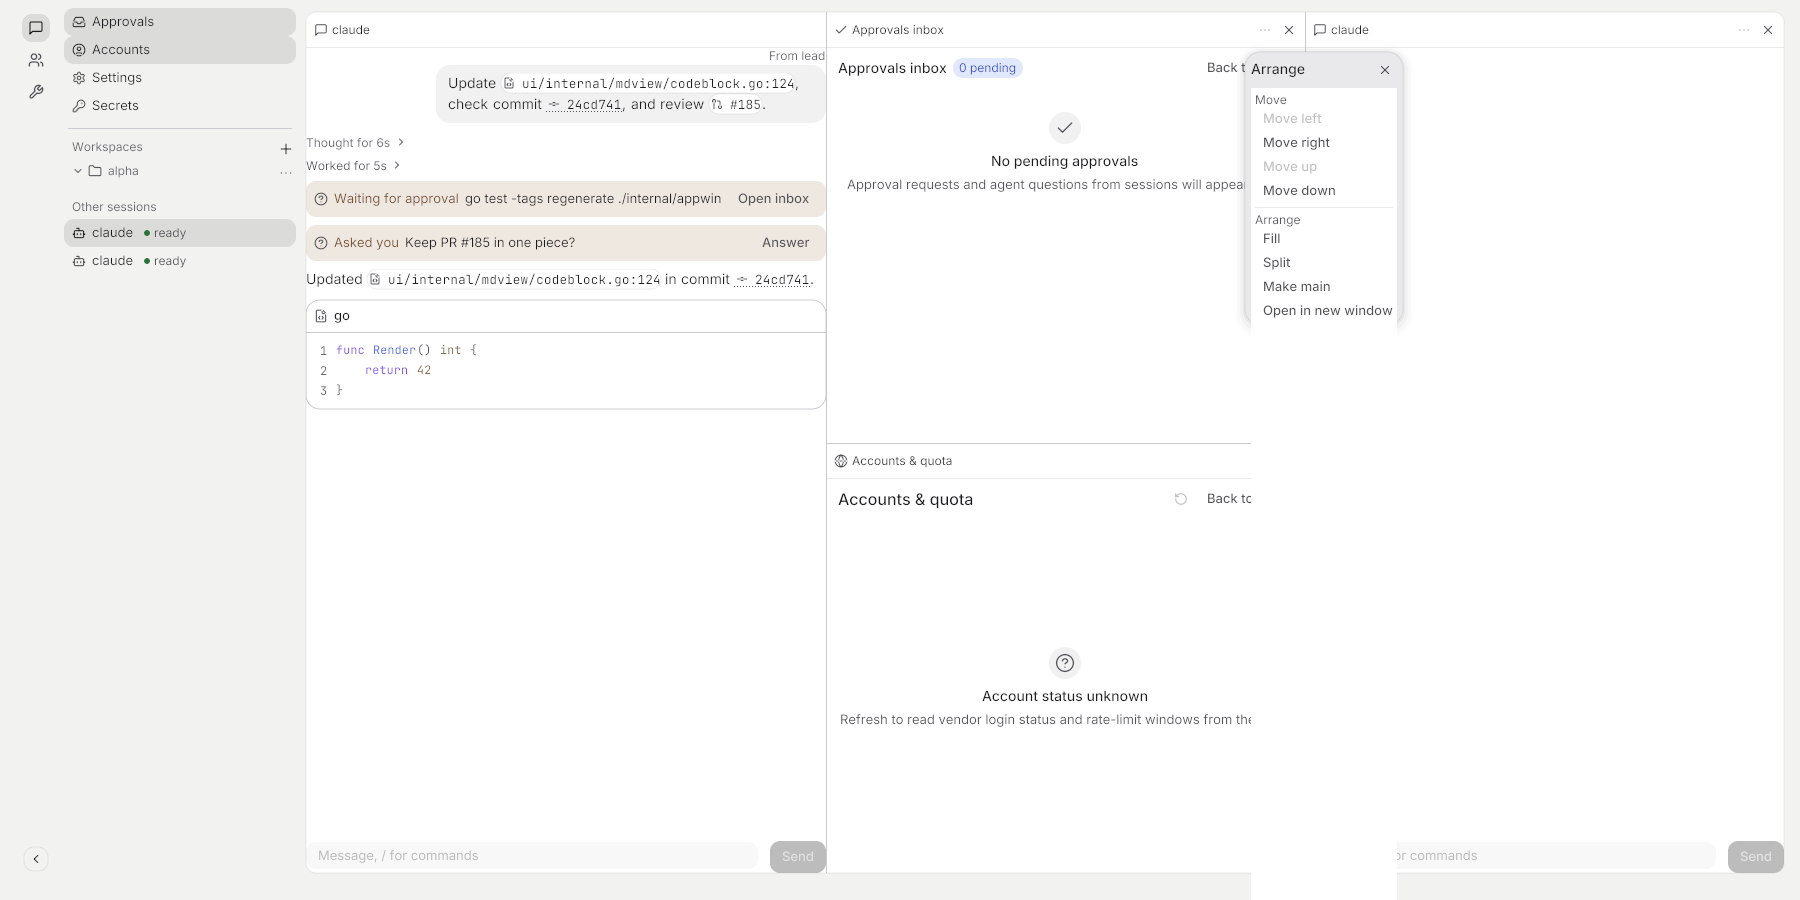 Approvals
Accounts
Settings
Secrets
Workspaces
alpha
Other sessions
claude ready
claude ready
claude
From lead
Update ui/internal/mdview/codeblock.go:124,
check commit 24cd741, and review #185.
Thought for 6s
Worked for 5s
Waiting for approval go test -tags regenerate ./internal/appwin Open inbox
Asked you Keep PR #185 in one piece? Answer
Updated ui/internal/mdview/codeblock.go:124 in commit 24cd741.
go
1 func Render() int {
2 return 42
3 }
Message, / for commands Send
Approvals inbox
Approvals inbox 0 pending Back t
No pending approvals
Approval requests and agent questions from sessions will appear
Accounts & quota
Accounts & quota Back to
Account status unknown
Refresh to read vendor login status and rate-limit windows from the
claude
Arrange
Move
Move left
Move right
Move up
Move down
Arrange
Fill
Split
Make main
Open in new window
or commands Send